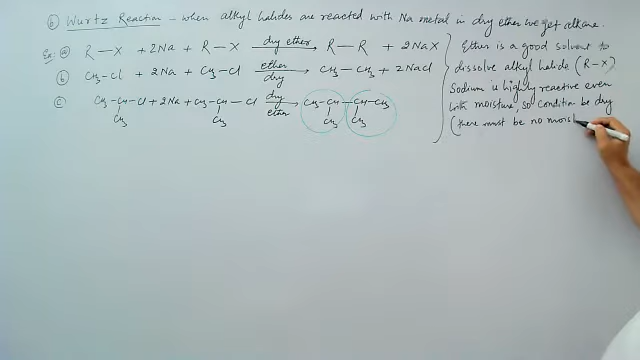 ⑥ Wurtz Reaction - when alkyl halides are reacted with Na metal in dry ether we get alkane.
Ex: ⓐ R—X + 2Na + R—X dry ether → R—R + 2NaX
ⓑ CH₃—Cl + 2Na + CH₃—Cl ether dry → CH₃—CH₃ + 2NaCl
ⓒ CH₃—CH—Cl + 2Na + CH₃—CH—Cl dry ether → CH₃—CH—CH—CH₃
CH₃ CH₃ CH₃ CH₃
Ether is a good solvent to
dissolve alkyl halide (R-X)
Sodium is highly reactive even
with moisture, so condition be dry
(there must be no moist